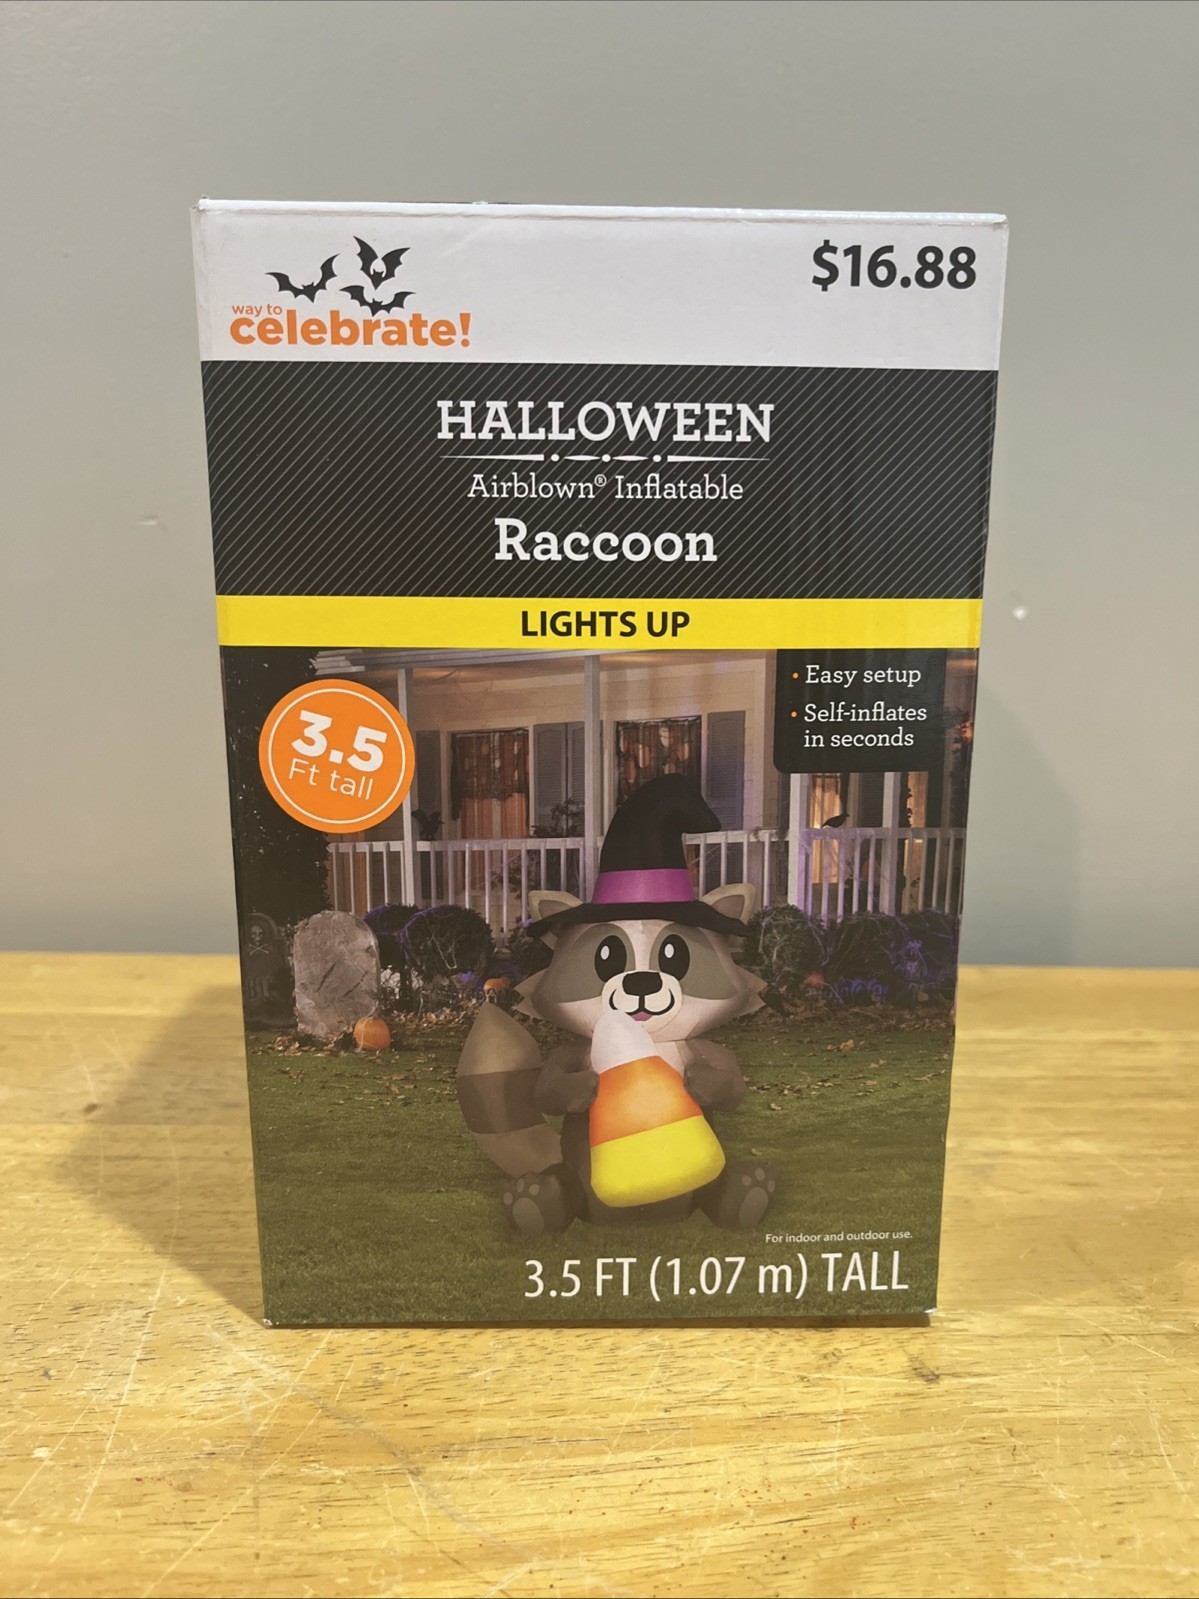 way to
celebrate!
$16.88
HALLOWEEN
Airblown® Inflatable
Raccoon
LIGHTS UP
• Easy setup
• Self-inflates
in seconds
3.5
Ft tall
For indoor and outdoor use.
3.5 FT (1.07 m) TALL